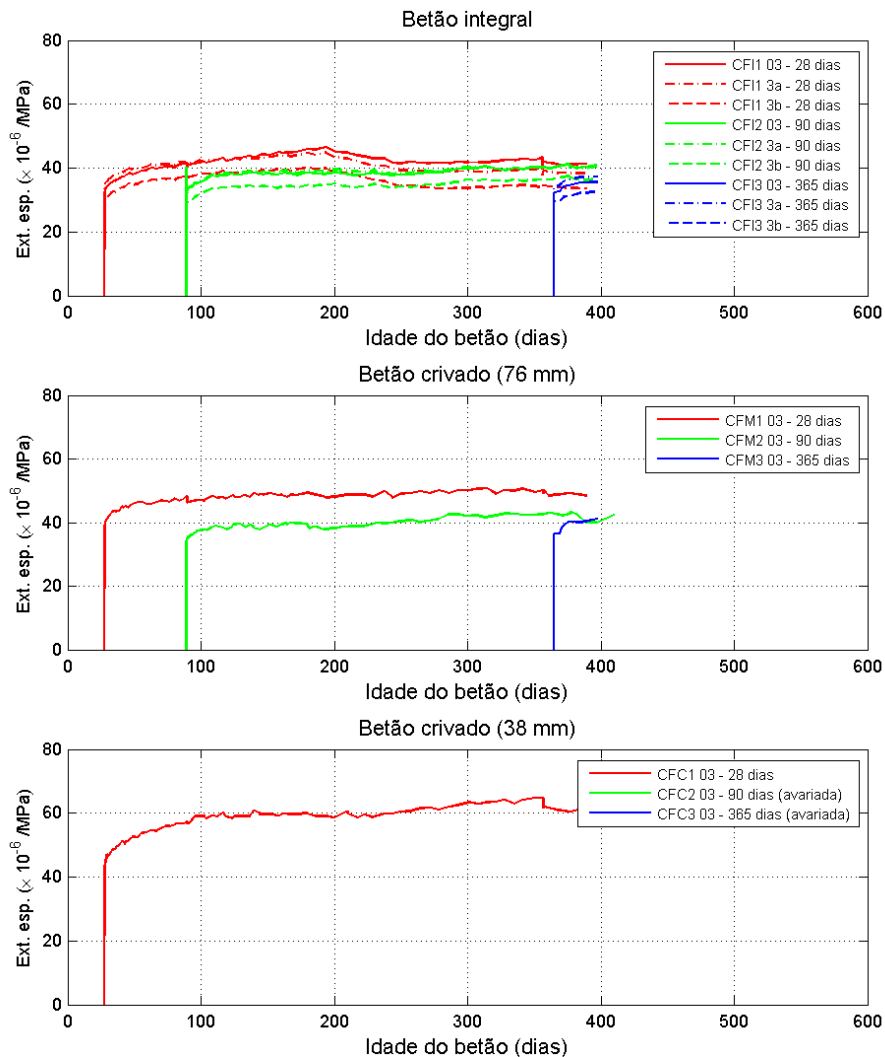 Betão integral
Ext. esp. (× 10⁻⁶ /MPa)
80
60
40
20
0
0 100 200 300 400 500 600
Idade do betão (dias)
CFI1 03 - 28 dias
CFI1 3a - 28 dias
CFI1 3b - 28 dias
CFI2 03 - 90 dias
CFI2 3a - 90 dias
CFI2 3b - 90 dias
CFI3 03 - 365 dias
CFI3 3a - 365 dias
CFI3 3b - 365 dias
Betão crivado (76 mm)
Ext. esp. (× 10⁻⁶ /MPa)
80
60
40
20
0
0 100 200 300 400 500 600
Idade do betão (dias)
CFM1 03 - 28 dias
CFM2 03 - 90 dias
CFM3 03 - 365 dias
Betão crivado (38 mm)
Ext. esp. (× 10⁻⁶ /MPa)
80
60
40
20
0
0 100 200 300 400 500 600
Idade do betão (dias)
CFC1 03 - 28 dias
CFC2 03 - 90 dias (avariada)
CFC3 03 - 365 dias (avariada)